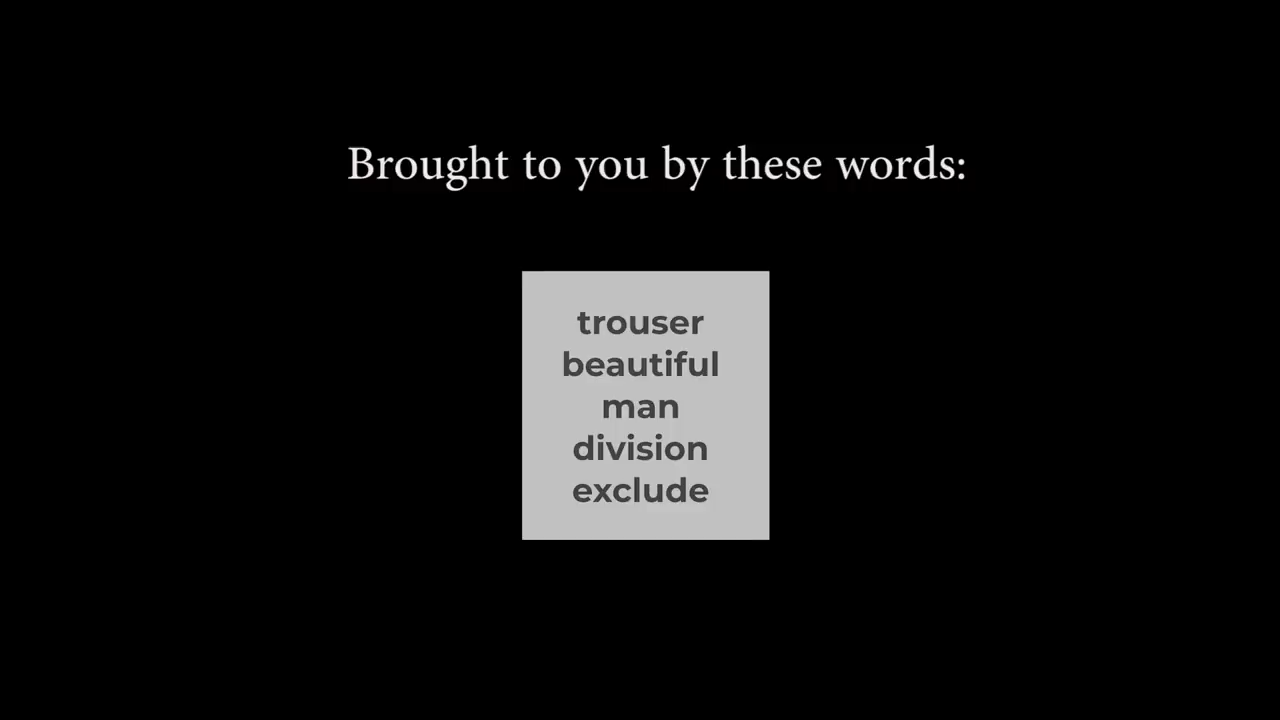 Brought to you by these words:
trouser
beautiful
man
division
exclude